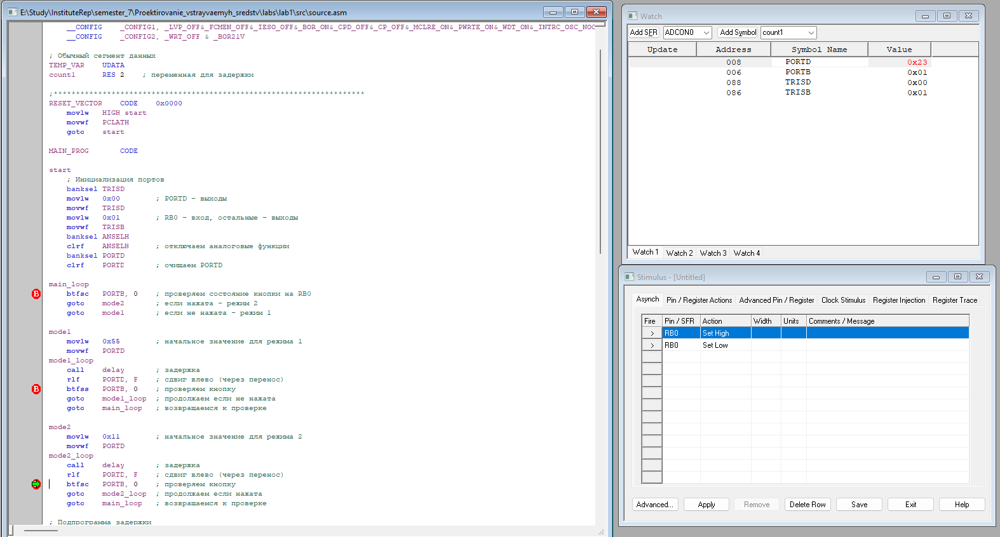 E:\Study\InstituteRep\semester_7\Proektirovanie_vstrayvaemyh_sredstv\labs\lab1\src\source.asm
__CONFIG _CONFIG1, _LVP_OFF&_FCMEN_OFF&_IESO_OFF&_BOR_ON&_CPD_OFF&_CP_OFF&_MCLRE_ON&_PWRTE_ON&_WDT_ON&_INTRC_OSC_NOC
__CONFIG _CONFIG2, _WRT_OFF & _BOR21V
; Обычный сегмент данных
TEMP_VAR UDATA
count1 RES 2 ; переменная для задержки
;**********************************************************************
RESET_VECTOR CODE 0x0000
movlw HIGH start
movwf PCLATH
goto start
MAIN_PROG CODE
start
; Инициализация портов
banksel TRISD
movlw 0x00 ; PORTD - выходы
movwf TRISD
movlw 0x01 ; RB0 - вход, остальные - выходы
movwf TRISB
banksel ANSELH
clrf ANSELH ; отключаем аналоговые функции
banksel PORTD
clrf PORTD ; очищаем PORTD
main_loop
B btfsc PORTB, 0 ; проверяем состояние кнопки на RB0
goto mode2 ; если нажата - режим 2
goto mode1 ; если не нажата - режим 1
mode1
movlw 0x55 ; начальное значение для режима 1
movwf PORTD
mode1_loop
call delay ; задержка
rlf PORTD, F ; сдвиг влево (через перенос)
B btfss PORTB, 0 ; проверяем кнопку
goto mode1_loop ; продолжаем если не нажата
goto main_loop ; возвращаемся к проверке
mode2
movlw 0x11 ; начальное значение для режима 2
movwf PORTD
mode2_loop
call delay ; задержка
rlf PORTD, F ; сдвиг влево (через перенос)
btfsc PORTB, 0 ; проверяем кнопку
goto mode2_loop ; продолжаем если нажата
goto main_loop ; возвращаемся к проверке
; Подпрограмма задержки
Watch
Add SFR ADCON0 Add Symbol count1
Update Address Symbol Name Value
008 PORTD 0x23
006 PORTB 0x01
088 TRISD 0x00
086 TRISB 0x01
Watch 1 Watch 2 Watch 3 Watch 4
Stimulus - [Untitled]
Asynch Pin / Register Actions Advanced Pin / Register Clock Stimulus Register Injection Register Trace
Fire Pin / SFR Action Width Units Comments / Message
> RB0 Set High
> RB0 Set Low
Advanced... Apply Remove Delete Row Save Exit Help